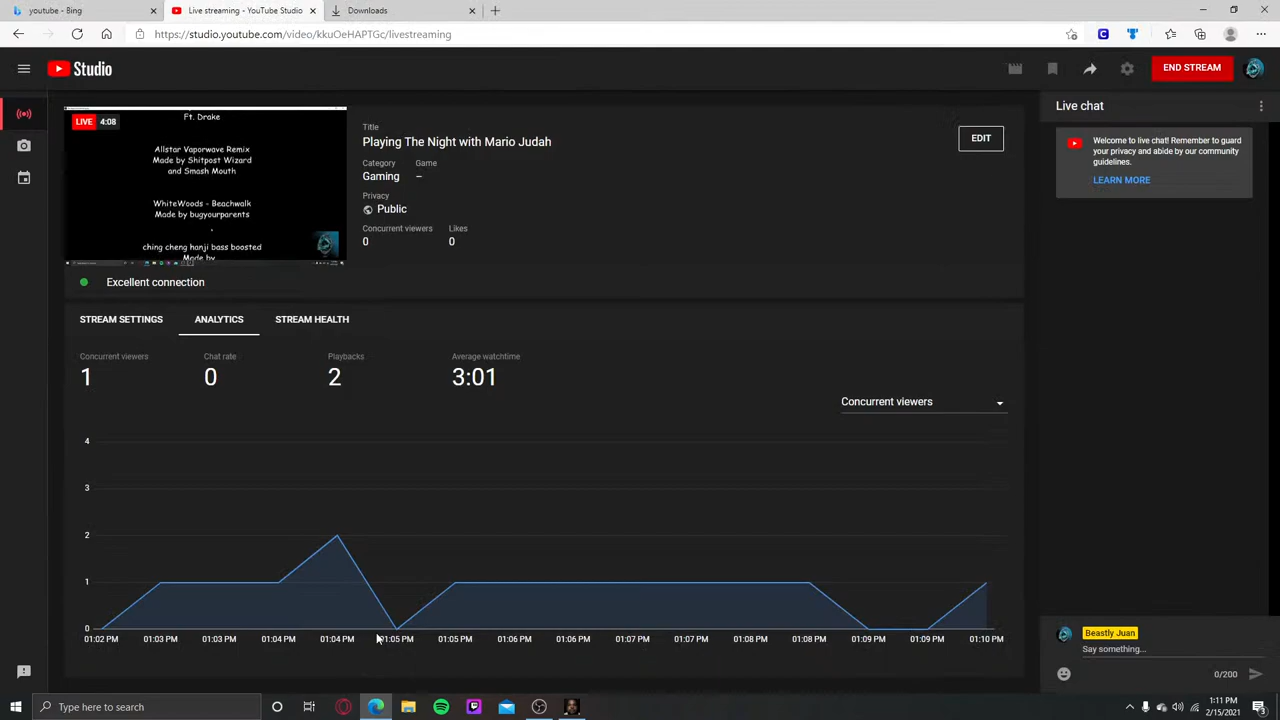 youtube - Bing
Live streaming - YouTube Studio
Downloads
https://studio.youtube.com/video/kkuOeHAPTGc/livestreaming
Studio
END STREAM
LIVE 4:08
Ft. Drake
Allstar Vaporwave Remix
Made by Shitpost Wizard
and Smash Mouth
WhiteWoods - Beachwalk
Made by bugyourparents
ching cheng hanji bass boosted
Made by
Title
Playing The Night with Mario Judah
EDIT
Category Game
Gaming –
Privacy
Public
Concurrent viewers Likes
0 0
Excellent connection
STREAM SETTINGS ANALYTICS STREAM HEALTH
Concurrent viewers Chat rate Playbacks Average watchtime
1 0 2 3:01
Concurrent viewers
4
3
2
1
0
01:02 PM 01:03 PM 01:03 PM 01:04 PM 01:04 PM 01:05 PM 01:05 PM 01:06 PM 01:06 PM 01:07 PM 01:07 PM 01:08 PM 01:08 PM 01:09 PM 01:09 PM 01:10 PM
Live chat
Welcome to live chat! Remember to guard
your privacy and abide by our community
guidelines.
LEARN MORE
Beastly Juan
Say something...
0/200
Type here to search
1:11 PM
2/15/2021